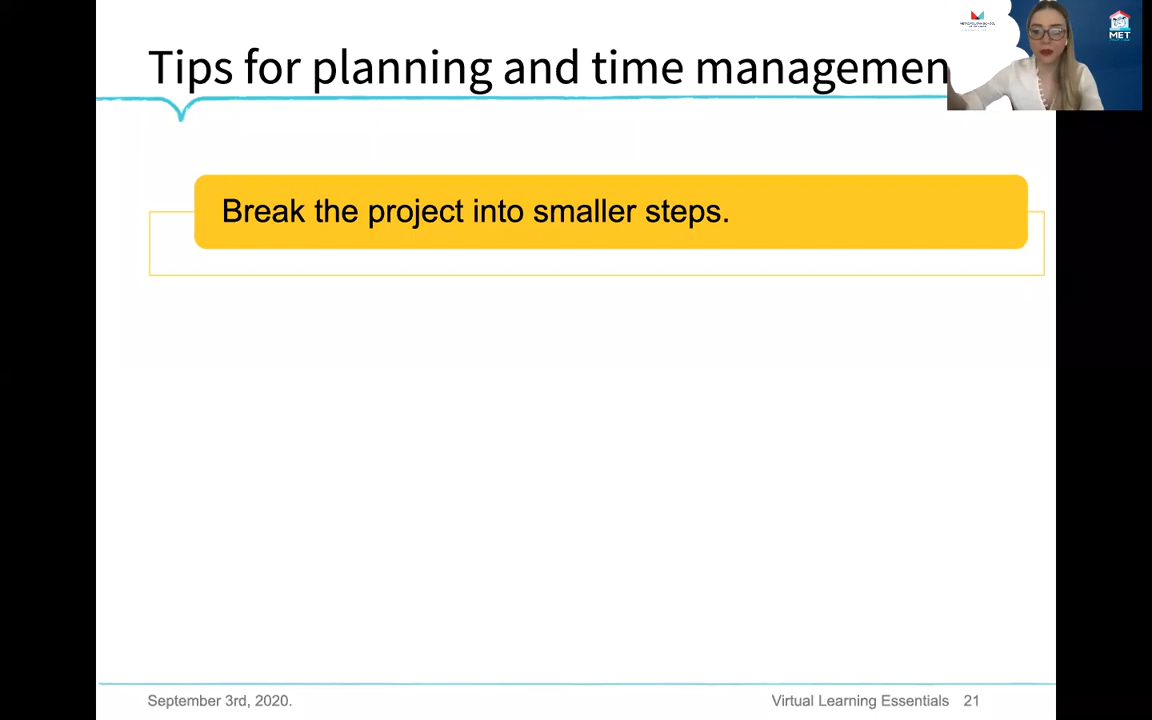 Tips for planning and time managemen
MET
Break the project into smaller steps.
September 3rd, 2020.
Virtual Learning Essentials 21